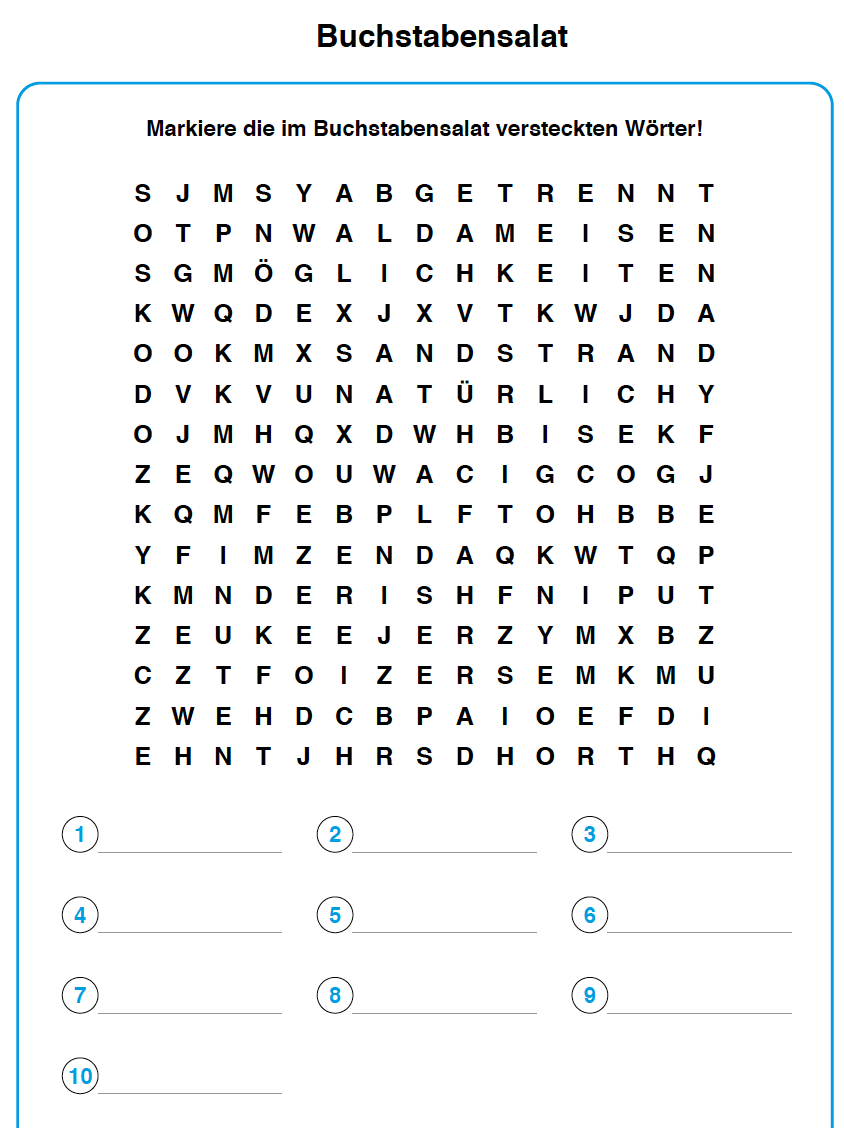 Buchstabensalat
Markiere die im Buchstabensalat versteckten Wörter!
S J M S Y A B G E T R E N N T
O T P N W A L D A M E I S E N
S G M Ö G L I C H K E I T E N
K W Q D E X J X V T K W J D A
O O K M X S A N D S T R A N D
D V K V U N A T Ü R L I C H Y
O J M H Q X D W H B I S E K F
Z E Q W O U W A C I G C O G J
K Q M F E B P L F T O H B B E
Y F I M Z E N D A Q K W T Q P
K M N D E R I S H F N I P U T
Z E U K E E J E R Z Y M X B Z
C Z T F O I Z E R S E M K M U
Z W E H D C B P A I O E F D I
E H N T J H R S D H O R T H Q
1 2 3
4 5 6
7 8 9
10